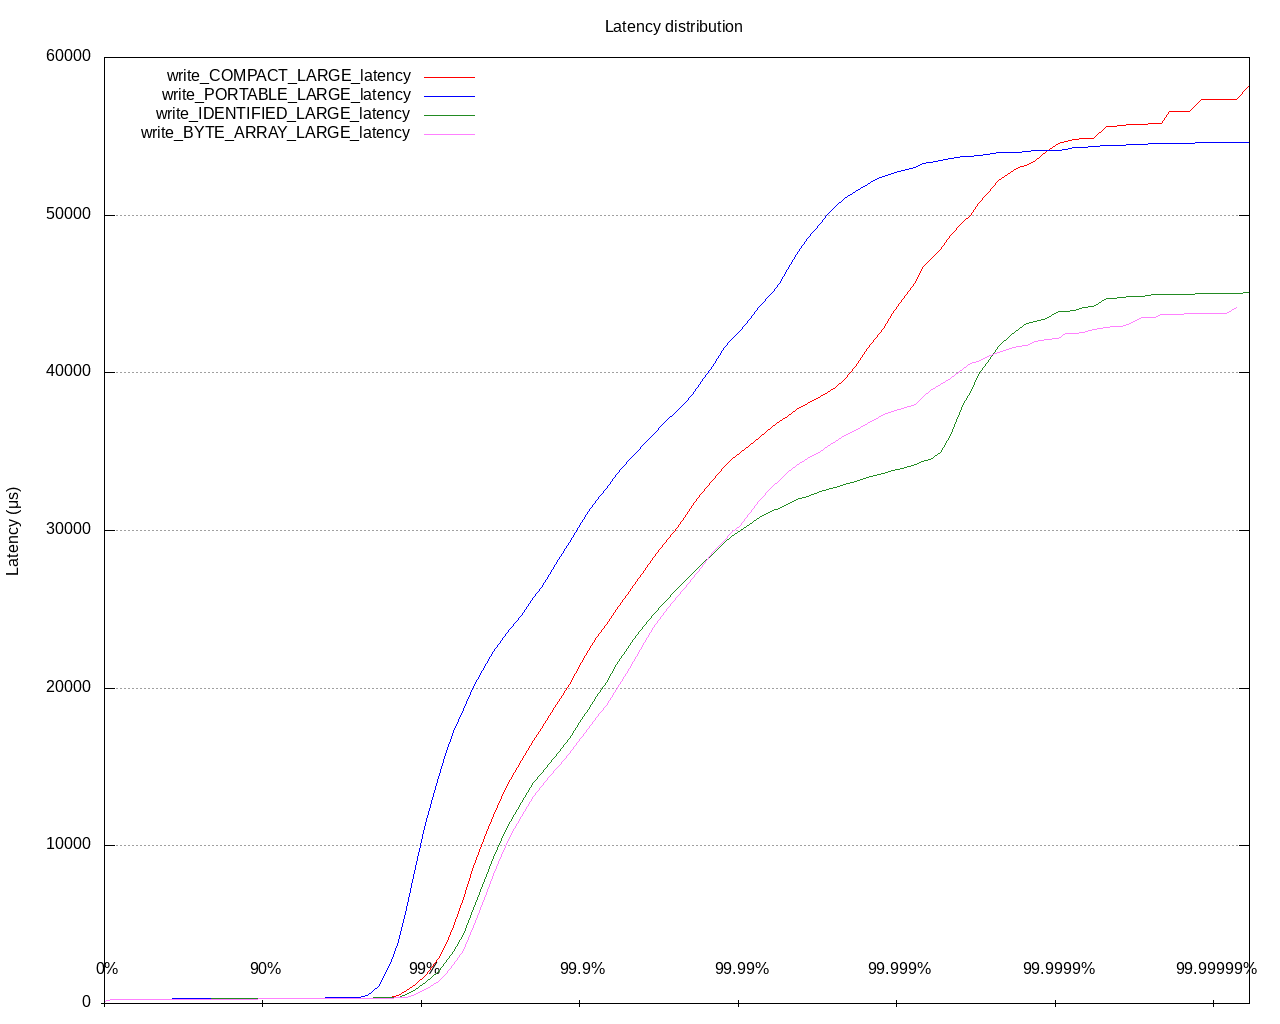 Latency distribution
60000
write_COMPACT_LARGE_latency
write_PORTABLE_LARGE_latency
write_IDENTIFIED_LARGE_latency
write_BYTE_ARRAY_LARGE_latency
50000
40000
30000
Latency (µs)
20000
10000
0% 90% 99% 99.9% 99.99% 99.999% 99.9999% 99.99999%
0